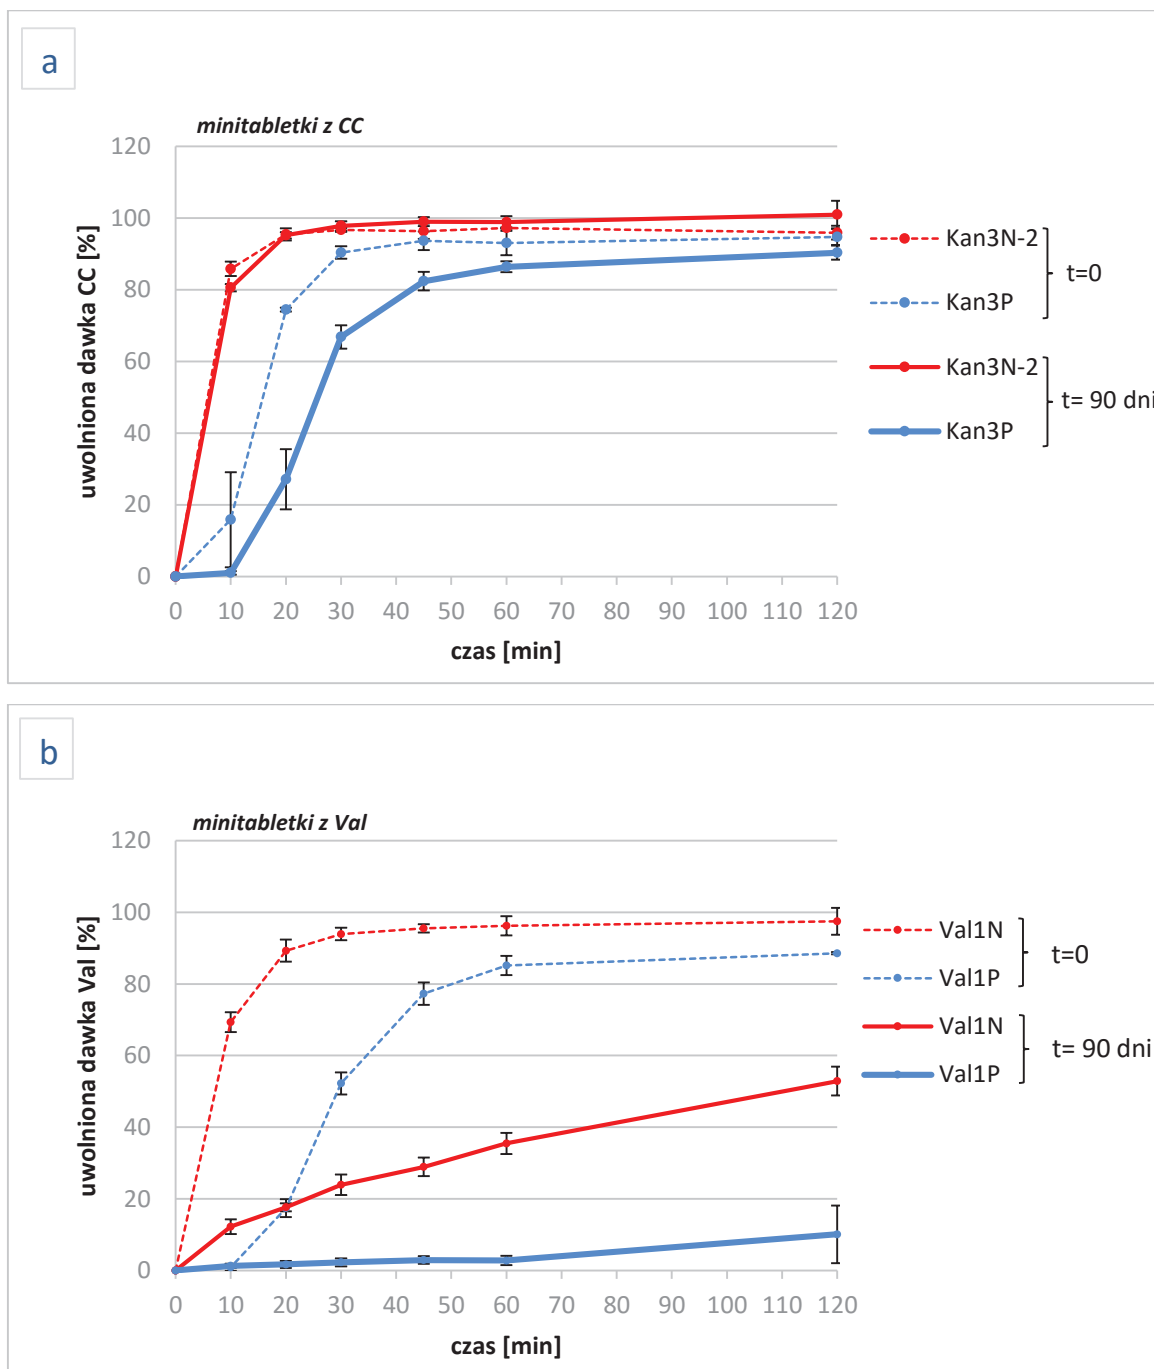 a
minitabletki z CC
uwolniona dawka CC [%]
120
100
80
60
40
20
0
0 10 20 30 40 50 60 70 80 90 100 110 120
czas [min]
Kan3N-2
Kan3P
t=0
Kan3N-2
Kan3P
t= 90 dni
b
minitabletki z Val
uwolniona dawka Val [%]
120
100
80
60
40
20
0
0 10 20 30 40 50 60 70 80 90 100 110 120
czas [min]
Val1N
Val1P
t=0
Val1N
Val1P
t= 90 dni